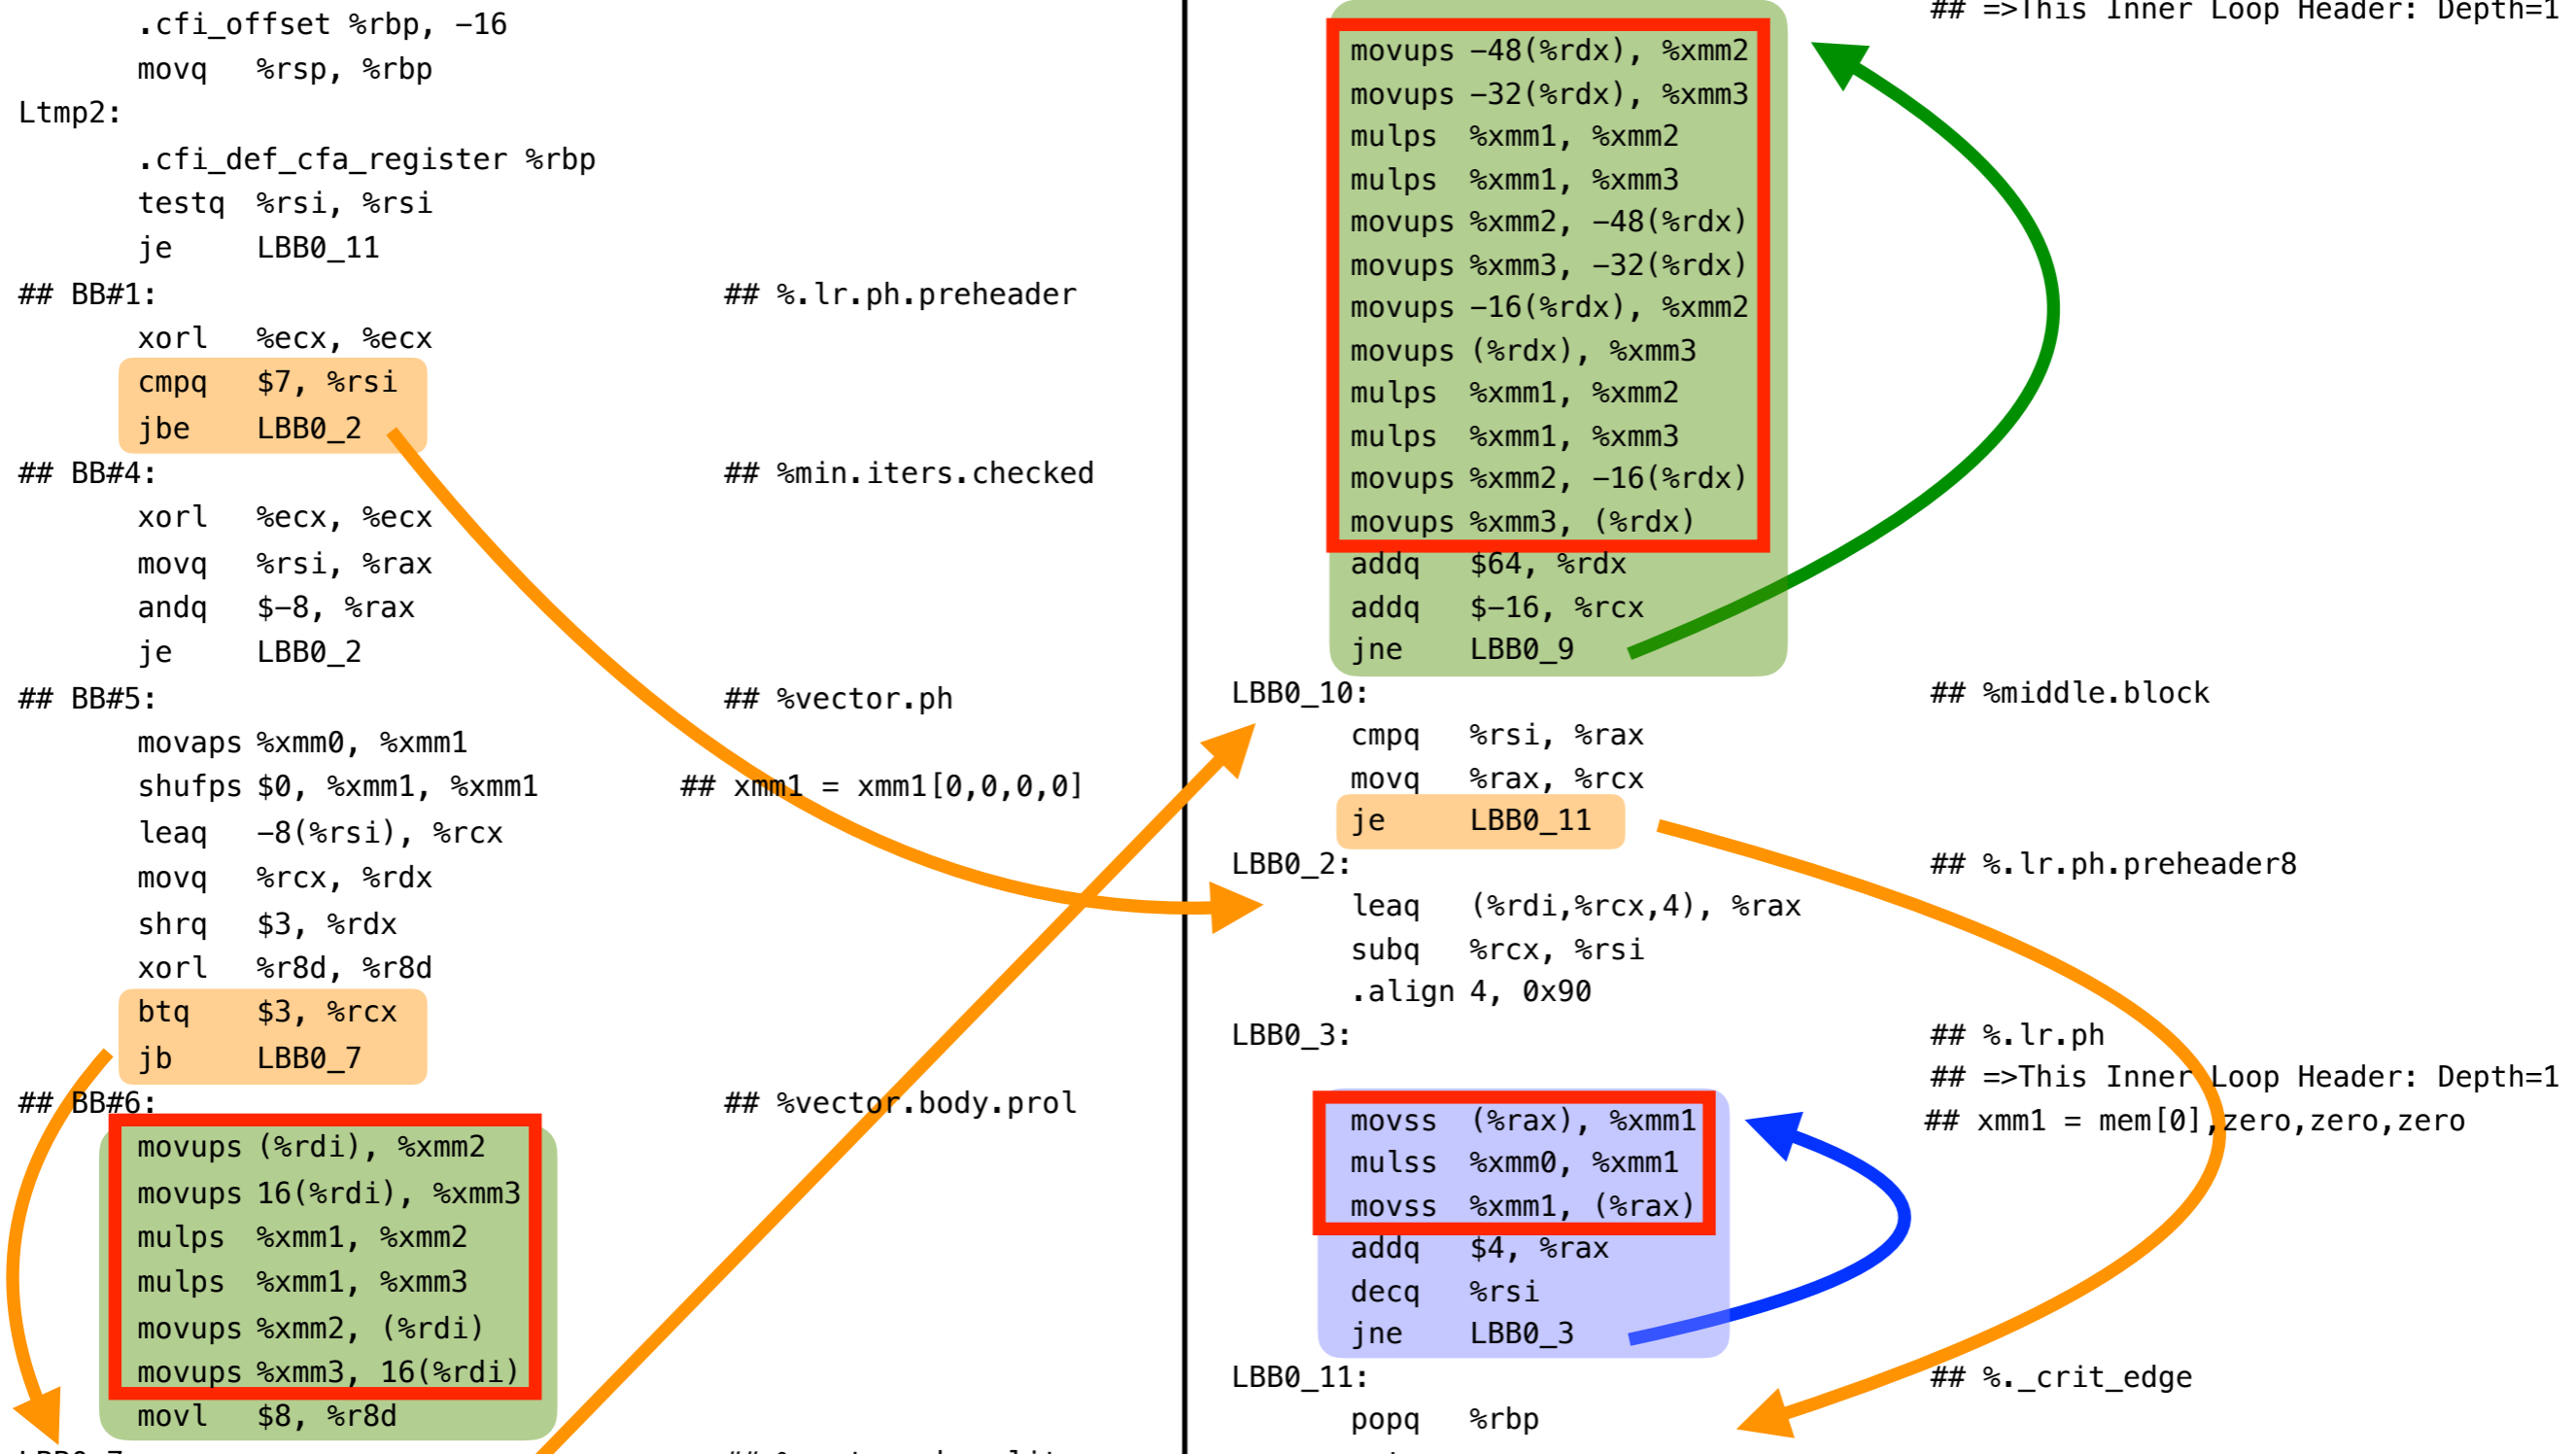 .cfi_offset %rbp, -16
movq %rsp, %rbp
Ltmp2:
.cfi_def_cfa_register %rbp
testq %rsi, %rsi
je LBB0_11
## BB#1: ## %.lr.ph.preheader
xorl %ecx, %ecx
cmpq $7, %rsi
jbe LBB0_2
## BB#4: ## %min.iters.checked
xorl %ecx, %ecx
movq %rsi, %rax
andq $-8, %rax
je LBB0_2
## BB#5: ## %vector.ph
movaps %xmm0, %xmm1
shufps $0, %xmm1, %xmm1 ## xmm1 = xmm1[0,0,0,0]
leaq -8(%rsi), %rcx
movq %rcx, %rdx
shrq $3, %rdx
xorl %r8d, %r8d
btq $3, %rcx
jb LBB0_7
## BB#6: ## %vector.body.prol
movups (%rdi), %xmm2
movups 16(%rdi), %xmm3
mulps %xmm1, %xmm2
mulps %xmm1, %xmm3
movups %xmm2, (%rdi)
movups %xmm3, 16(%rdi)
movl $8, %r8d
## =>This Inner Loop Header: Depth=1
movups -48(%rdx), %xmm2
movups -32(%rdx), %xmm3
mulps %xmm1, %xmm2
mulps %xmm1, %xmm3
movups %xmm2, -48(%rdx)
movups %xmm3, -32(%rdx)
movups -16(%rdx), %xmm2
movups (%rdx), %xmm3
mulps %xmm1, %xmm2
mulps %xmm1, %xmm3
movups %xmm2, -16(%rdx)
movups %xmm3, (%rdx)
addq $64, %rdx
addq $-16, %rcx
jne LBB0_9
LBB0_10: ## %middle.block
cmpq %rsi, %rax
movq %rax, %rcx
je LBB0_11
LBB0_2: ## %.lr.ph.preheader8
leaq (%rdi,%rcx,4), %rax
subq %rcx, %rsi
.align 4, 0x90
LBB0_3: ## %.lr.ph
## =>This Inner Loop Header: Depth=1
movss (%rax), %xmm1 ## xmm1 = mem[0],zero,zero,zero
mulss %xmm0, %xmm1
movss %xmm1, (%rax)
addq $4, %rax
decq %rsi
jne LBB0_3
LBB0_11: ## %._crit_edge
popq %rbp